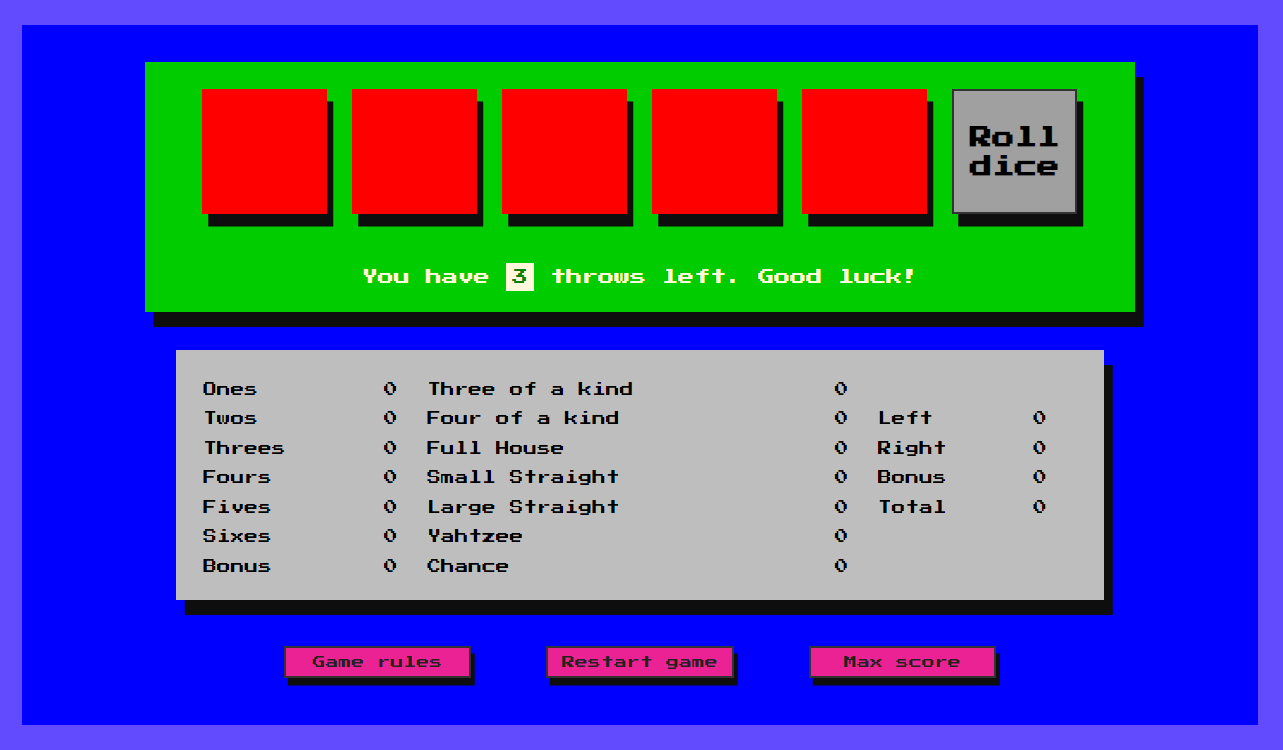 Roll
dice
You have 3 throws left. Good luck!
Ones 0 Three of a kind 0
Twos 0 Four of a kind 0 Left 0
Threes 0 Full House 0 Right 0
Fours 0 Small Straight 0 Bonus 0
Fives 0 Large Straight 0 Total 0
Sixes 0 Yahtzee 0
Bonus 0 Chance 0
Game rules Restart game Max score